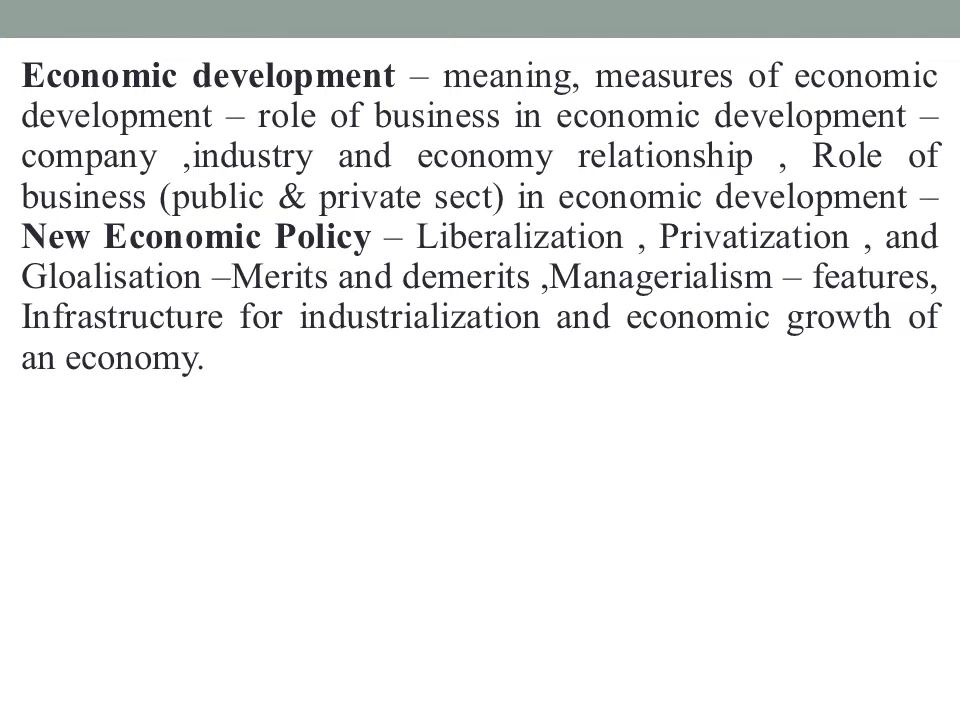 Economic development – meaning, measures of economic
development – role of business in economic development –
company ,industry and economy relationship , Role of
business (public & private sect) in economic development –
New Economic Policy – Liberalization , Privatization , and
Gloalisation –Merits and demerits ,Managerialism – features,
Infrastructure for industrialization and economic growth of
an economy.